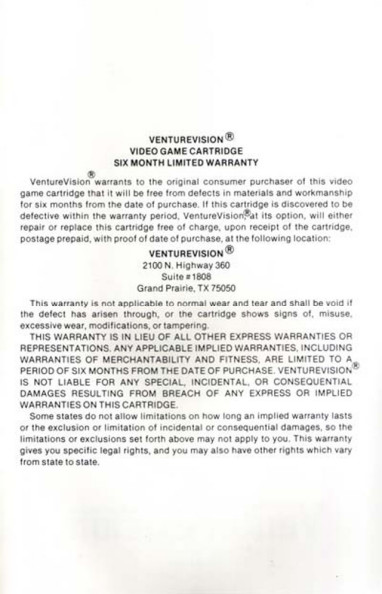 VENTUREVISION®
VIDEO GAME CARTRIDGE
SIX MONTH LIMITED WARRANTY
VentureVision® warrants to the original consumer purchaser of this video
game cartridge that it will be free from defects in materials and workmanship
for six months from the date of purchase. If this cartridge is discovered to be
defective within the warranty period, VentureVision®, at its option, will either
repair or replace this cartridge free of charge, upon receipt of the cartridge,
postage prepaid, with proof of date of purchase, at the following location:
VENTUREVISION®
2100 N. Highway 360
Suite #1808
Grand Prairie, TX 75050
This warranty is not applicable to normal wear and tear and shall be void if
the defect has arisen through, or the cartridge shows signs of, misuse,
excessive wear, modifications, or tampering.
THIS WARRANTY IS IN LIEU OF ALL OTHER EXPRESS WARRANTIES OR
REPRESENTATIONS. ANY APPLICABLE IMPLIED WARRANTIES, INCLUDING
WARRANTIES OF MERCHANTABILITY AND FITNESS, ARE LIMITED TO A
PERIOD OF SIX MONTHS FROM THE DATE OF PURCHASE. VENTUREVISION®
IS NOT LIABLE FOR ANY SPECIAL, INCIDENTAL, OR CONSEQUENTIAL
DAMAGES RESULTING FROM BREACH OF ANY EXPRESS OR IMPLIED
WARRANTIES ON THIS CARTRIDGE.
Some states do not allow limitations on how long an implied warranty lasts
or the exclusion or limitation of incidental or consequential damages, so the
limitations or exclusions set forth above may not apply to you. This warranty
gives you specific legal rights, and you may also have other rights which vary
from state to state.